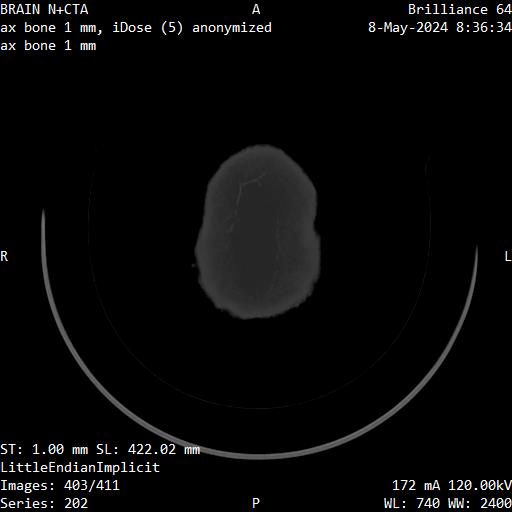 BRAIN N+CTA
ax bone 1 mm, iDose (5) anonymized
ax bone 1 mm
A
Brilliance 64
8-May-2024 8:36:34
R
L
ST: 1.00 mm SL: 422.02 mm
LittleEndianImplicit
Images: 403/411
Series: 202
P
172 mA 120.00kV
WL: 740 WW: 2400